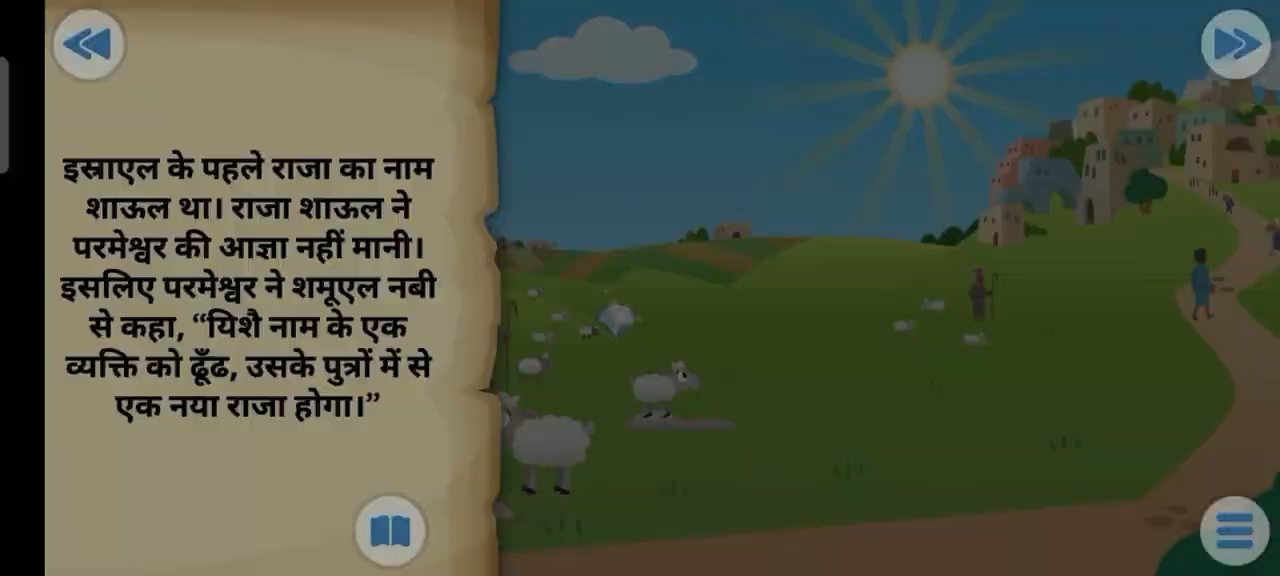 इस्राएल के पहले राजा का नाम
शाऊल था। राजा शाऊल ने
परमेश्वर की आज्ञा नहीं मानी।
इसलिए परमेश्वर ने शमूएल नबी
से कहा, “यिशै नाम के एक
व्यक्ति को ढूँढ, उसके पुत्रों में से
एक नया राजा होगा।”